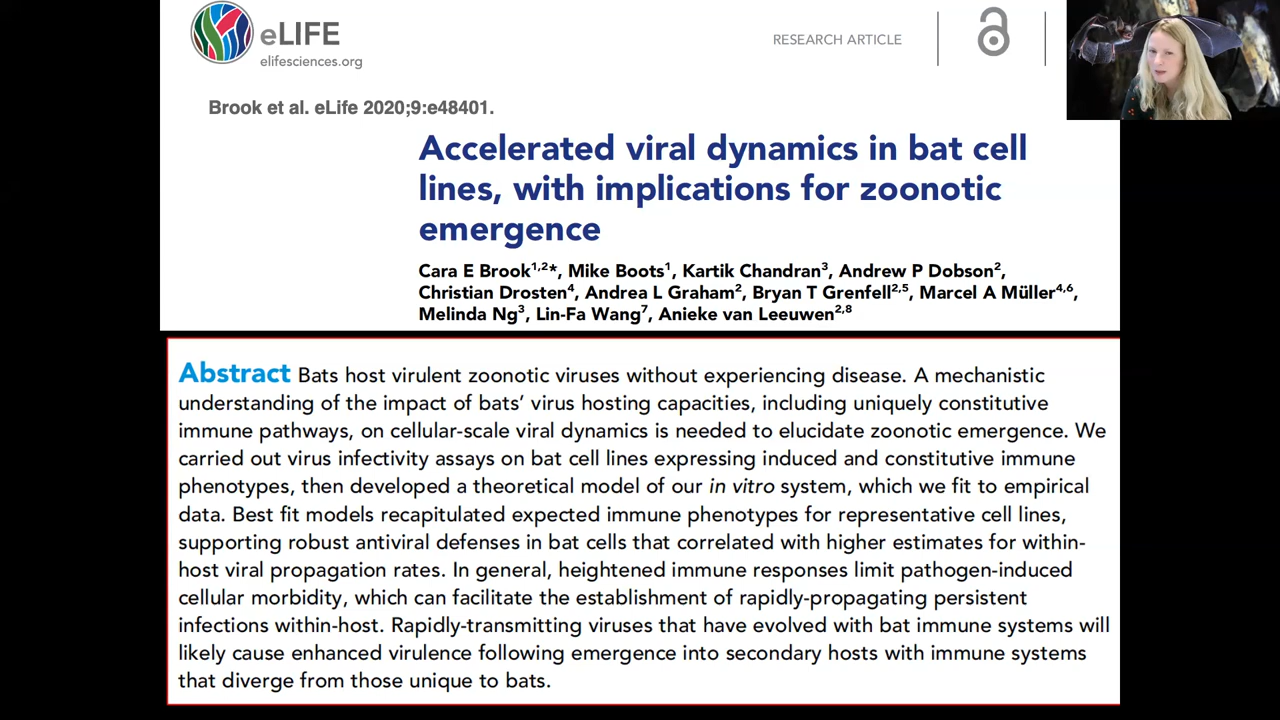 eLIFE
elifesciences.org
RESEARCH ARTICLE
Brook et al. eLife 2020;9:e48401.
Accelerated viral dynamics in bat cell
lines, with implications for zoonotic
emergence
Cara E Brook1,2*, Mike Boots1, Kartik Chandran3, Andrew P Dobson2,
Christian Drosten4, Andrea L Graham2, Bryan T Grenfell2,5, Marcel A Müller4,6,
Melinda Ng3, Lin-Fa Wang7, Anieke van Leeuwen2,8
Abstract Bats host virulent zoonotic viruses without experiencing disease. A mechanistic
understanding of the impact of bats’ virus hosting capacities, including uniquely constitutive
immune pathways, on cellular-scale viral dynamics is needed to elucidate zoonotic emergence. We
carried out virus infectivity assays on bat cell lines expressing induced and constitutive immune
phenotypes, then developed a theoretical model of our in vitro system, which we fit to empirical
data. Best fit models recapitulated expected immune phenotypes for representative cell lines,
supporting robust antiviral defenses in bat cells that correlated with higher estimates for within-
host viral propagation rates. In general, heightened immune responses limit pathogen-induced
cellular morbidity, which can facilitate the establishment of rapidly-propagating persistent
infections within-host. Rapidly-transmitting viruses that have evolved with bat immune systems will
likely cause enhanced virulence following emergence into secondary hosts with immune systems
that diverge from those unique to bats.